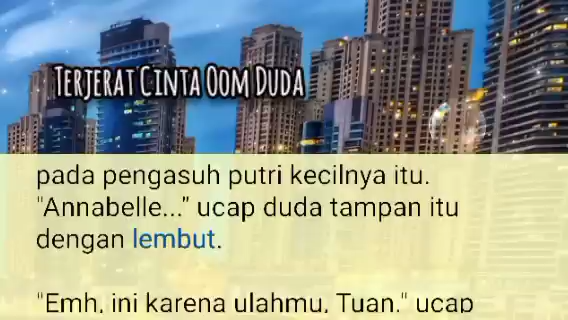 Terjerat Cinta Oom Duda
pada pengasuh putri kecilnya itu.
"Annabelle..." ucap duda tampan itu
dengan lembut.
"Emh, ini karena ulahmu, Tuan." ucap